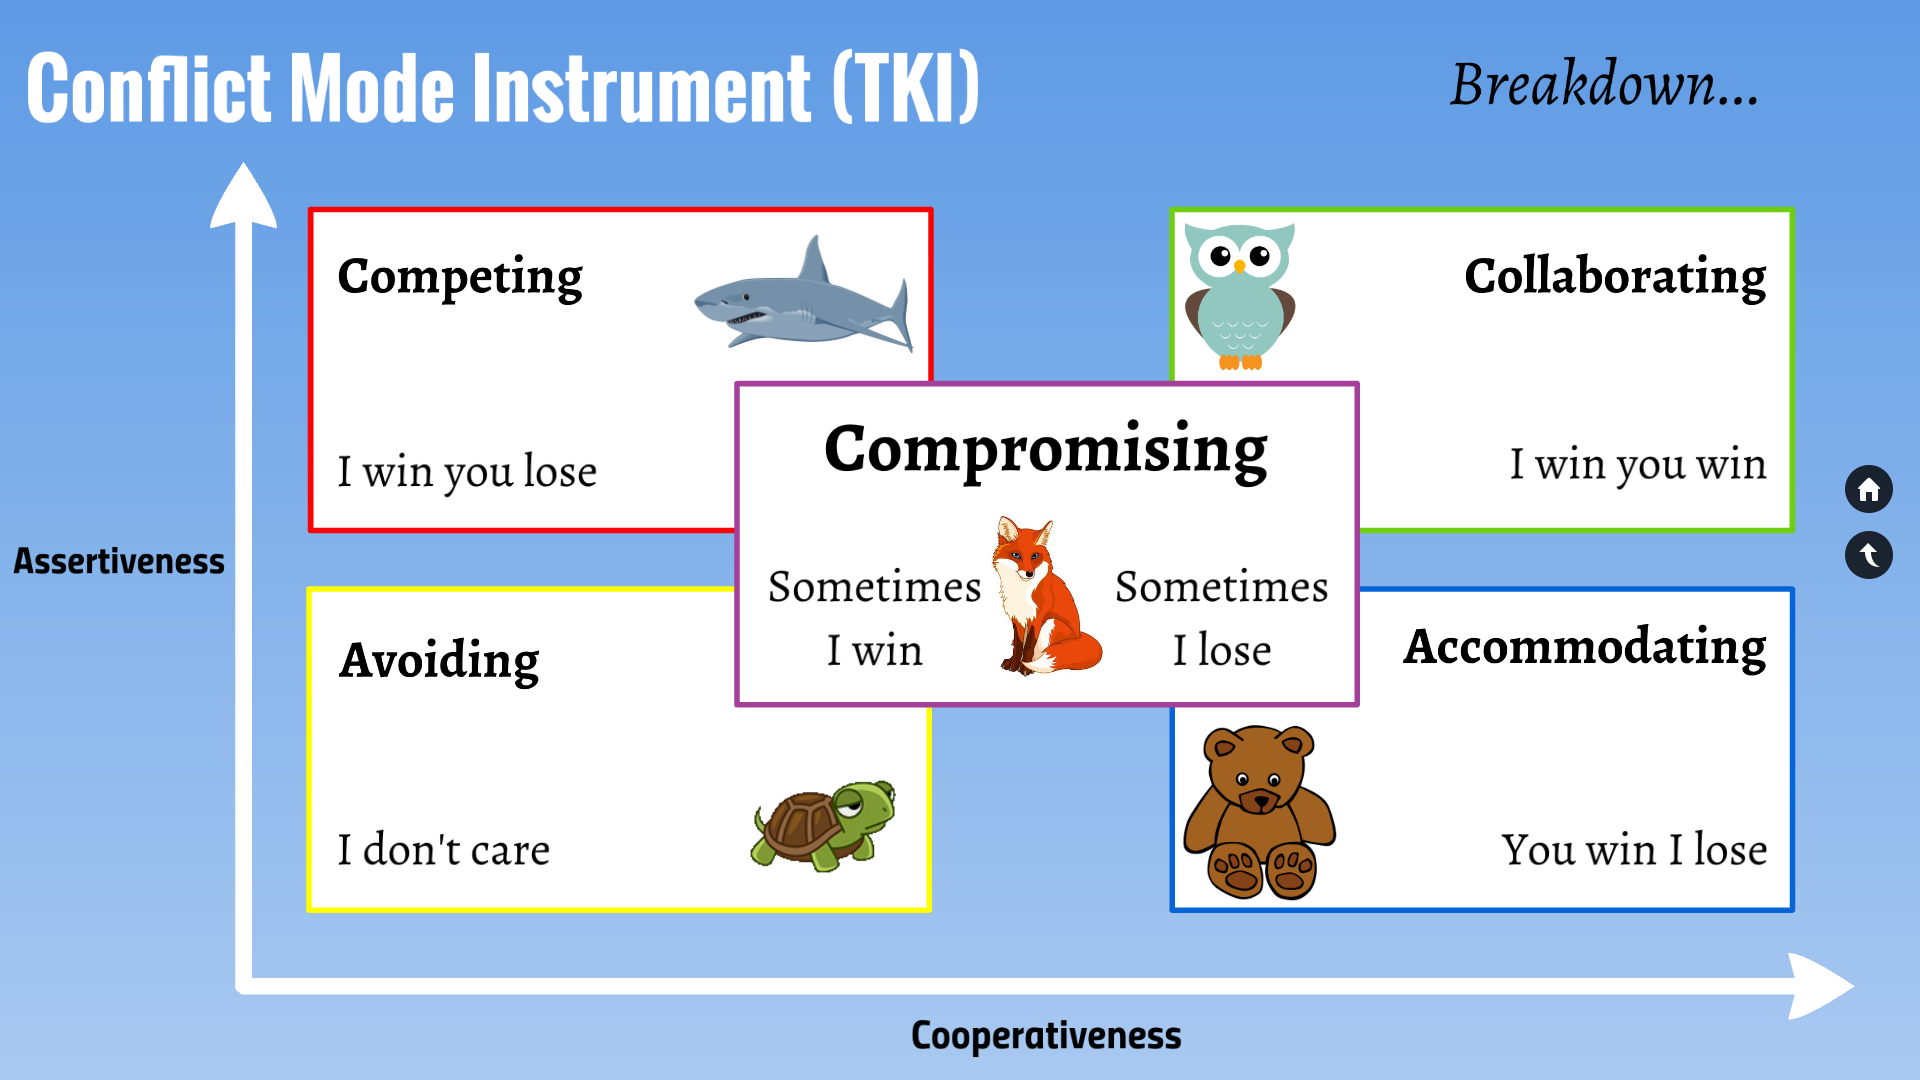 Conflict Mode Instrument (TKI)
Breakdown...
Competing
I win you lose
Collaborating
I win you win
Compromising
Sometimes
I win
Sometimes
I lose
Assertiveness
Avoiding
I don't care
Accommodating
You win I lose
Cooperativeness